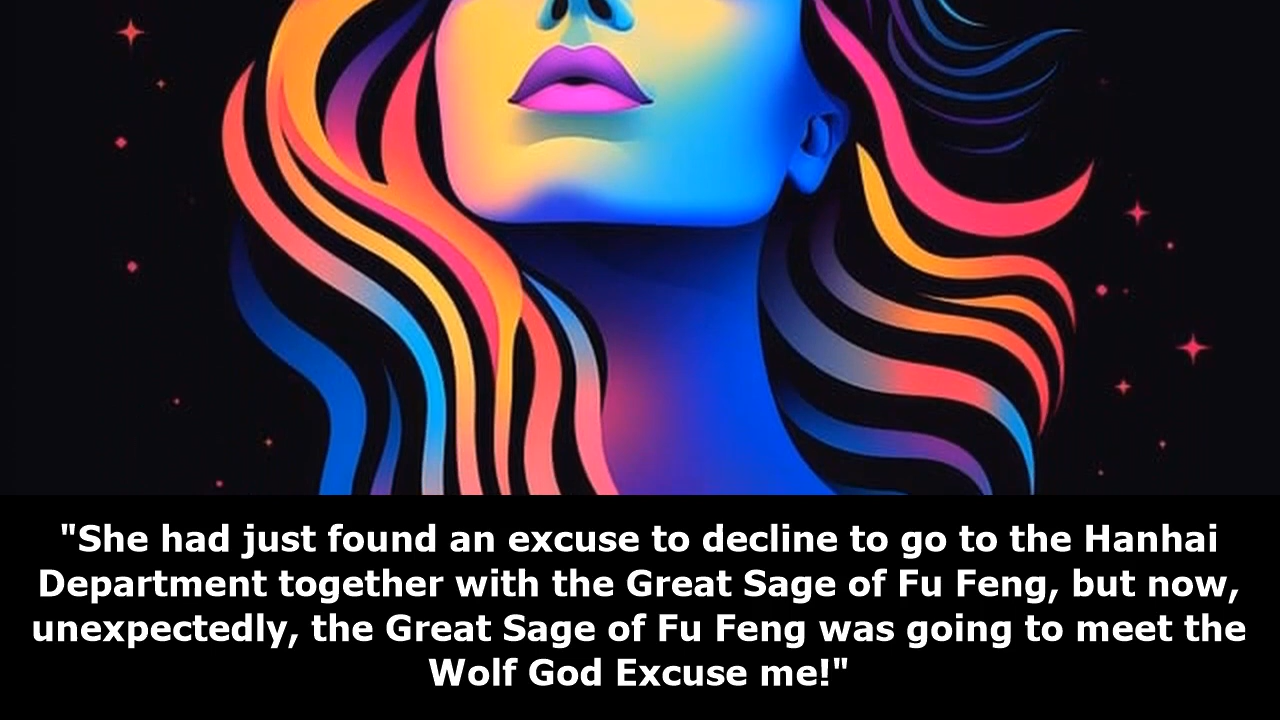 "She had just found an excuse to decline to go to the Hanhai
Department together with the Great Sage of Fu Feng, but now,
unexpectedly, the Great Sage of Fu Feng was going to meet the
Wolf God Excuse me!"